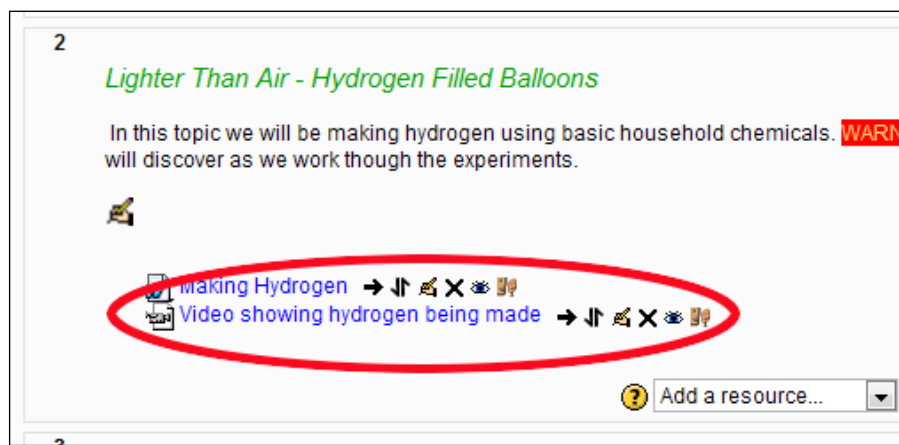 2
Lighter Than Air - Hydrogen Filled Balloons
In this topic we will be making hydrogen using basic household chemicals. WARN
will discover as we work though the experiments.
Making Hydrogen
Video showing hydrogen being made
Add a resource...